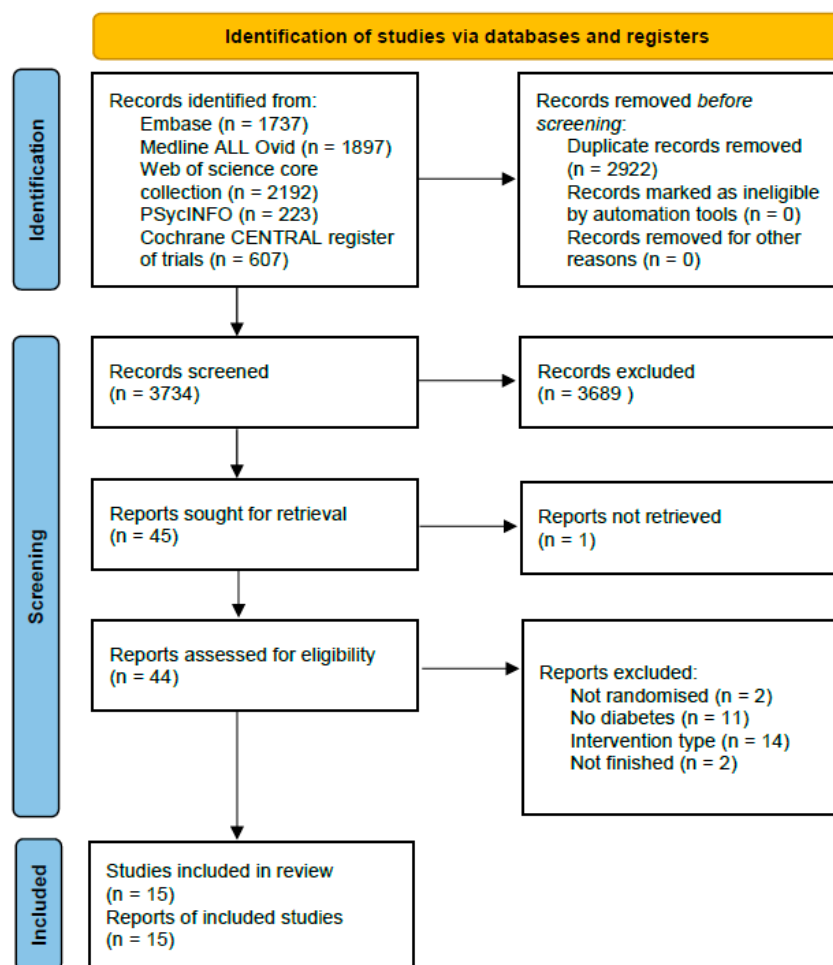 Identification of studies via databases and registers
Identification
Records identified from:
Embase (n = 1737)
Medline ALL Ovid (n = 1897)
Web of science core
collection (n = 2192)
PSycINFO (n = 223)
Cochrane CENTRAL register
of trials (n = 607)
Records removed before
screening:
Duplicate records removed
(n = 2922)
Records marked as ineligible
by automation tools (n = 0)
Records removed for other
reasons (n = 0)
Screening
Records screened
(n = 3734)
Records excluded
(n = 3689 )
Reports sought for retrieval
(n = 45)
Reports not retrieved
(n = 1)
Reports assessed for eligibility
(n = 44)
Reports excluded:
Not randomised (n = 2)
No diabetes (n = 11)
Intervention type (n = 14)
Not finished (n = 2)
Included
Studies included in review
(n = 15)
Reports of included studies
(n = 15)